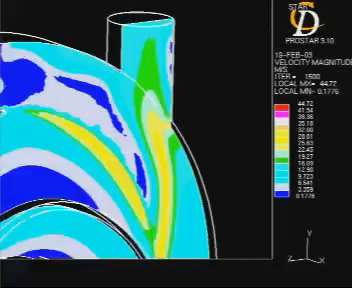 STAR
CD
PROSTAR 3.10
19-FEB-03
VELOCITY MAGNITUDE
M/S
ITER = 1500
LOCAL MX= 44.72
LOCAL MN= 0.1776
44.72
41.54
38.36
35.18
32.00
28.81
25.63
22.45
19.27
16.09
12.90
9.723
6.541
3.359
0.1776
Y
Z
X